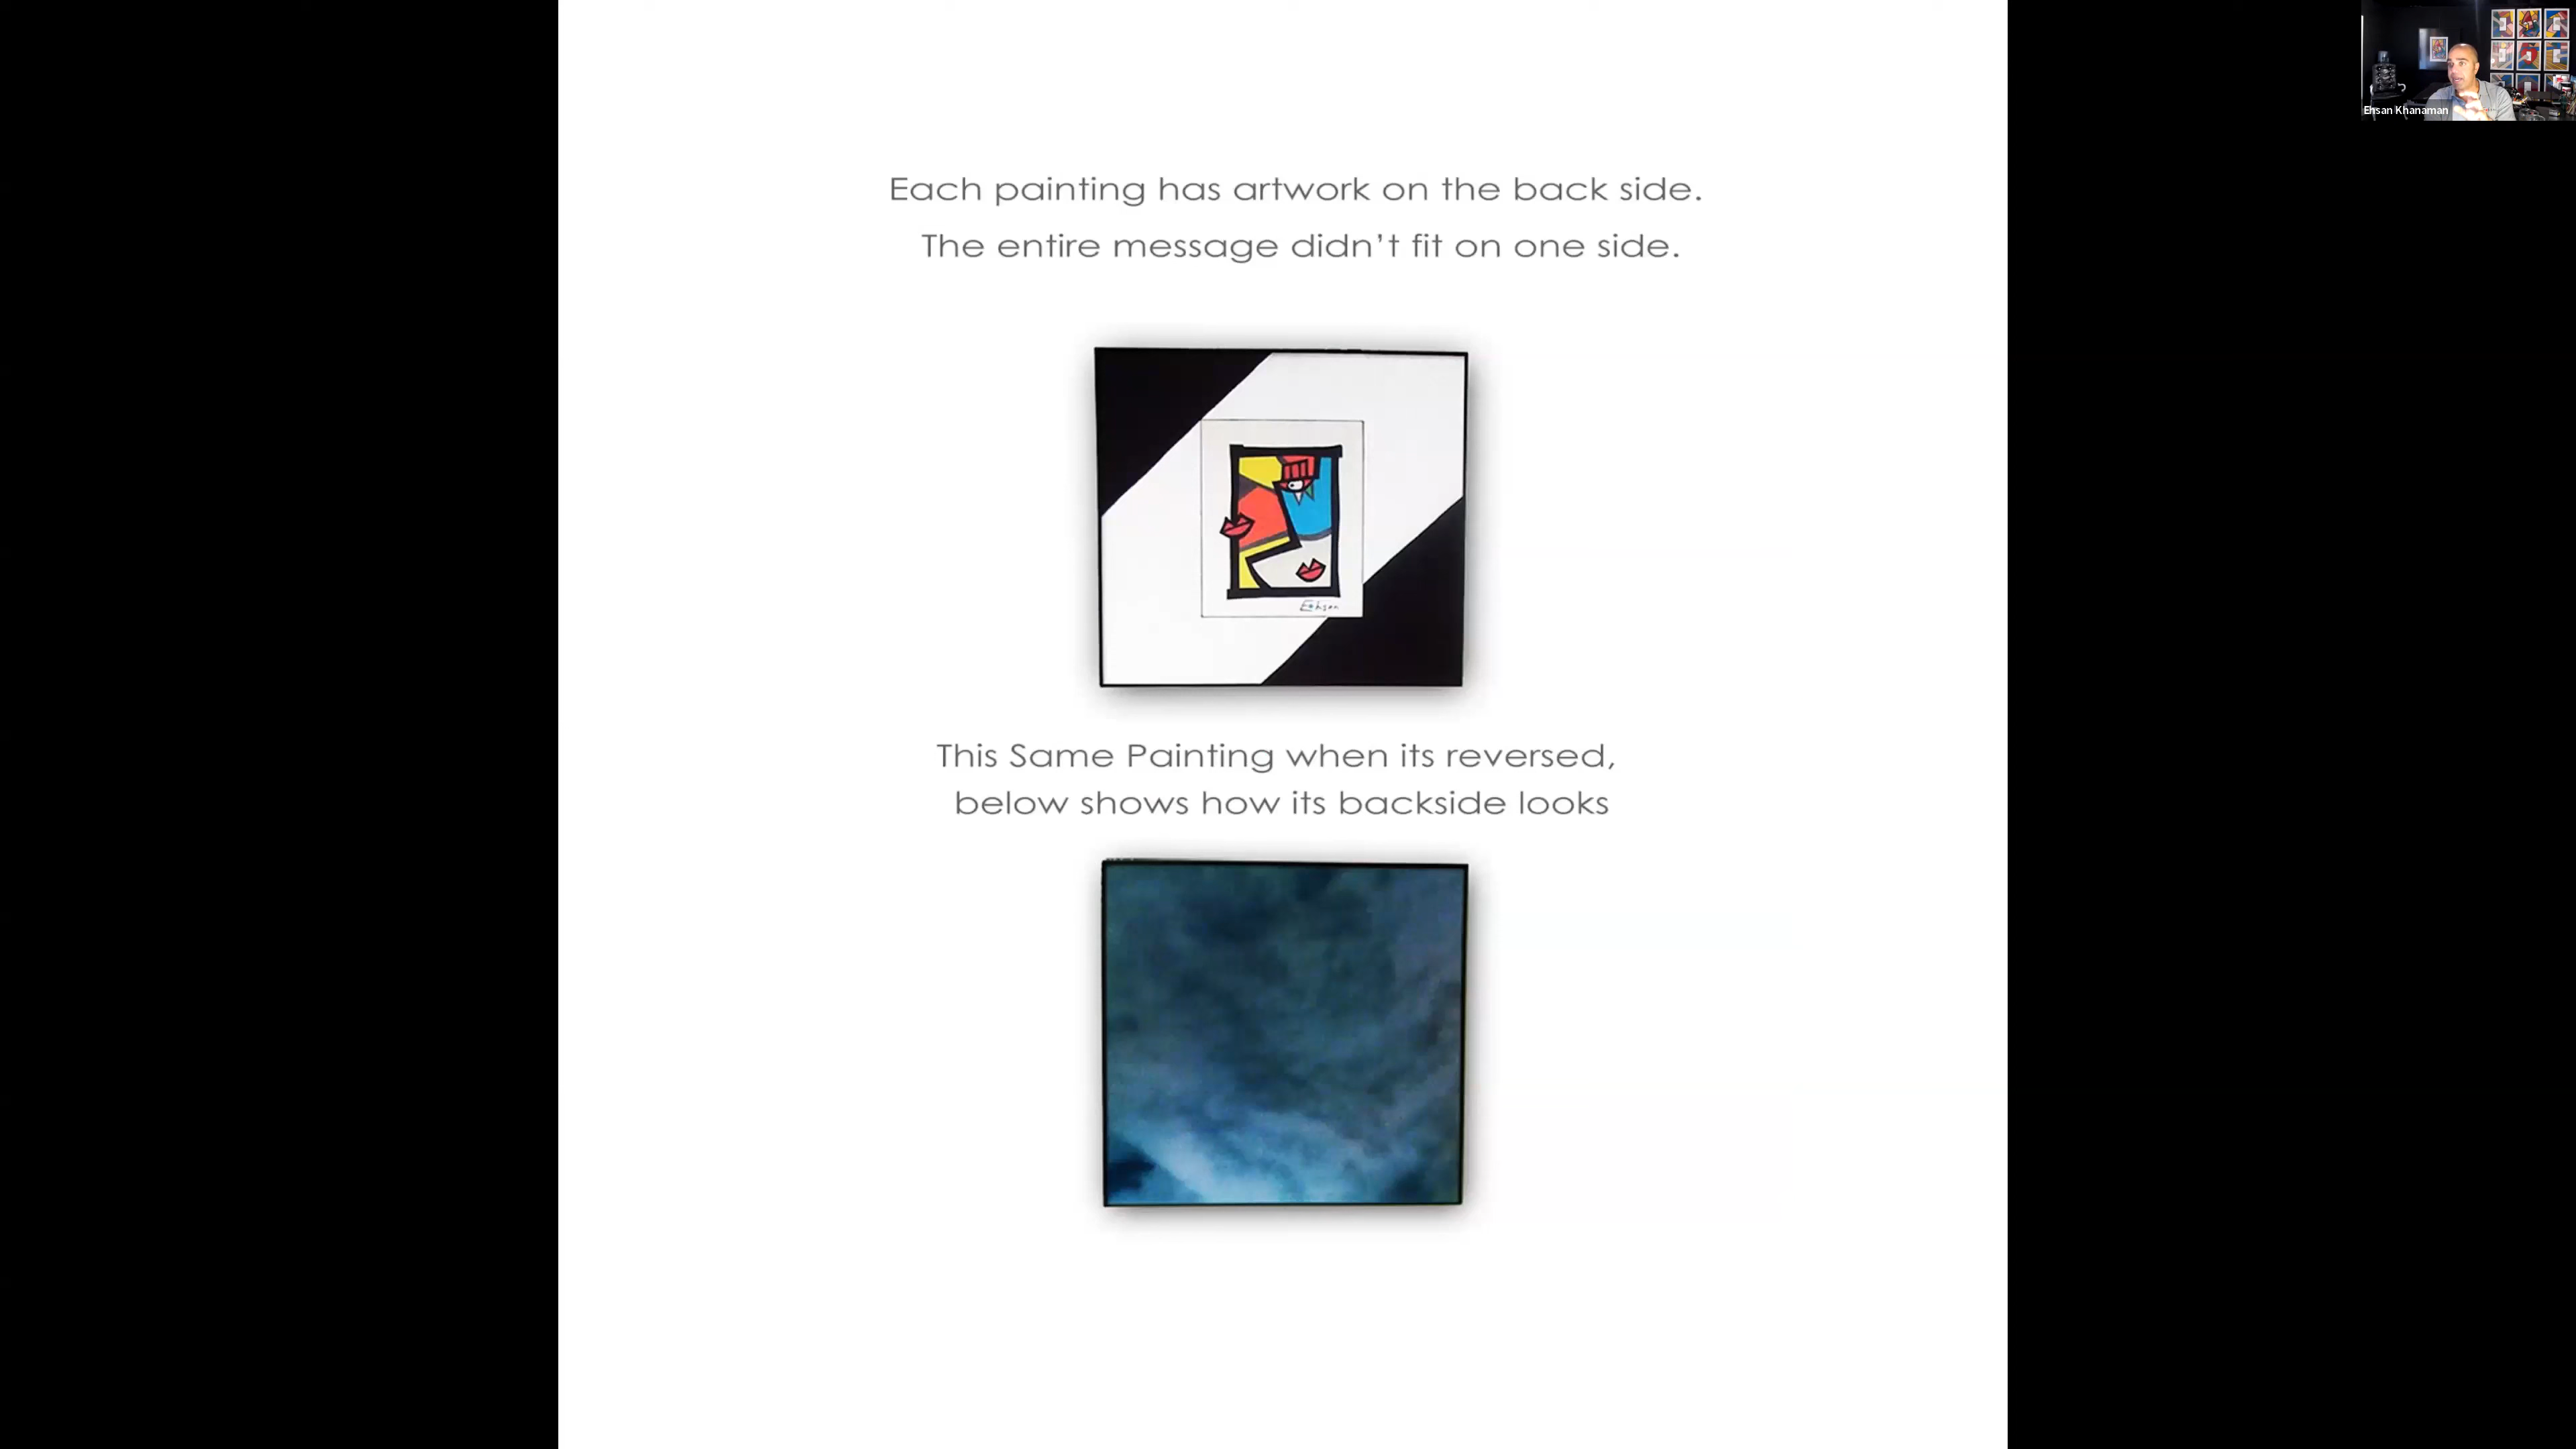 Ehsan Khanaman
Each painting has artwork on the back side.
The entire message didn’t fit on one side.
Eahsan
This Same Painting when its reversed,
below shows how its backside looks